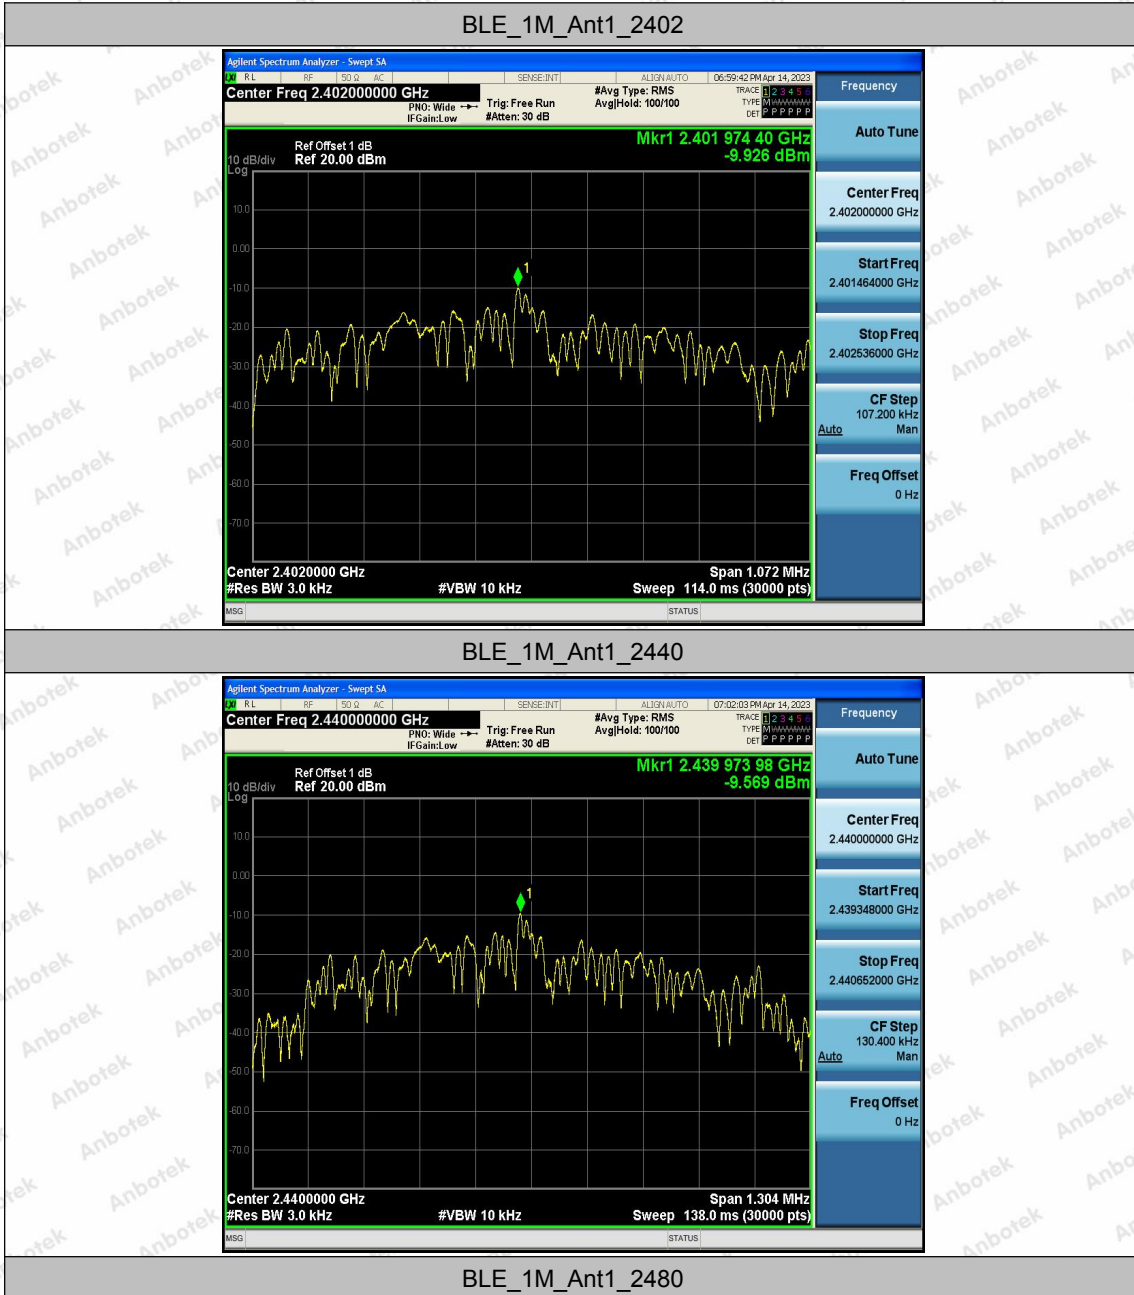 BLE_1M_Ant1_2402
Agilent Spectrum Analyzer - Swept SA
LXI RL RF 50 Ω AC SENSE:INT ALIGN AUTO 06:59:42 PM Apr 14, 2023
Center Freq 2.402000000 GHz
PNO: Wide
IFGain:Low
Trig: Free Run
#Atten: 30 dB
#Avg Type: RMS
Avg|Hold: 100/100
TRACE 1 2 3 4 5 6
TYPE M
DET P P P P P P
Ref Offset 1 dB
10 dB/div Ref 20.00 dBm
Log
Mkr1 2.401 974 40 GHz
-9.926 dBm
1
10.0
0.00
-10.0
-20.0
-30.0
-40.0
-50.0
-60.0
-70.0
Center 2.4020000 GHz Span 1.072 MHz
#Res BW 3.0 kHz #VBW 10 kHz Sweep 114.0 ms (30000 pts)
MSG STATUS
Frequency
Auto Tune
Center Freq
2.402000000 GHz
Start Freq
2.401464000 GHz
Stop Freq
2.402536000 GHz
CF Step
107.200 kHz
Auto Man
Freq Offset
0 Hz
BLE_1M_Ant1_2440
Agilent Spectrum Analyzer - Swept SA
LXI RL RF 50 Ω AC SENSE:INT ALIGN AUTO 07:02:03 PM Apr 14, 2023
Center Freq 2.440000000 GHz
PNO: Wide
IFGain:Low
Trig: Free Run
#Atten: 30 dB
#Avg Type: RMS
Avg|Hold: 100/100
TRACE 1 2 3 4 5 6
TYPE M
DET P P P P P P
Ref Offset 1 dB
10 dB/div Ref 20.00 dBm
Log
Mkr1 2.439 973 98 GHz
-9.569 dBm
1
10.0
0.00
-10.0
-20.0
-30.0
-40.0
-50.0
-60.0
-70.0
Center 2.4400000 GHz Span 1.304 MHz
#Res BW 3.0 kHz #VBW 10 kHz Sweep 138.0 ms (30000 pts)
MSG STATUS
Frequency
Auto Tune
Center Freq
2.440000000 GHz
Start Freq
2.439348000 GHz
Stop Freq
2.440652000 GHz
CF Step
130.400 kHz
Auto Man
Freq Offset
0 Hz
BLE_1M_Ant1_2480